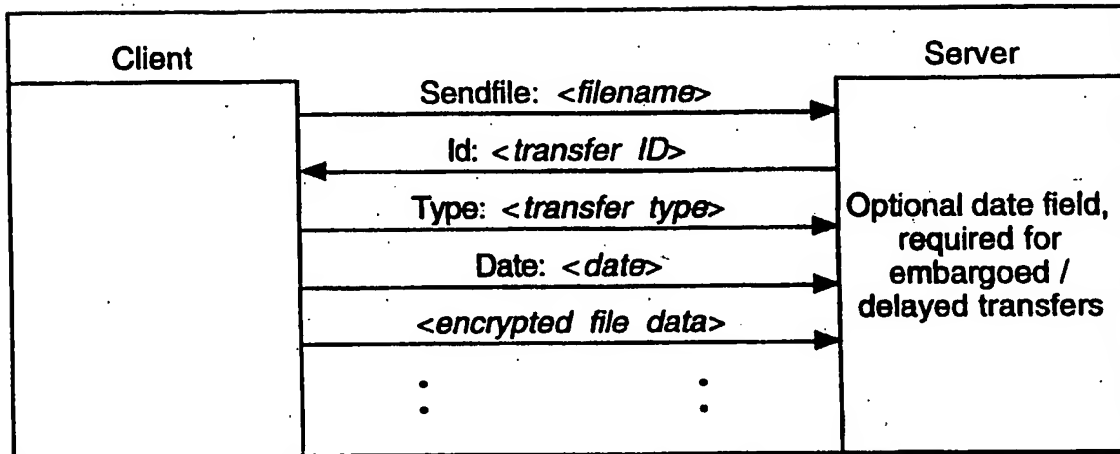 Client
Server
Sendfile: <filename>
Id: <transfer ID>
Type: <transfer type>
Optional date field,
required for
embargoed /
delayed transfers
Date: <date>
<encrypted file data>